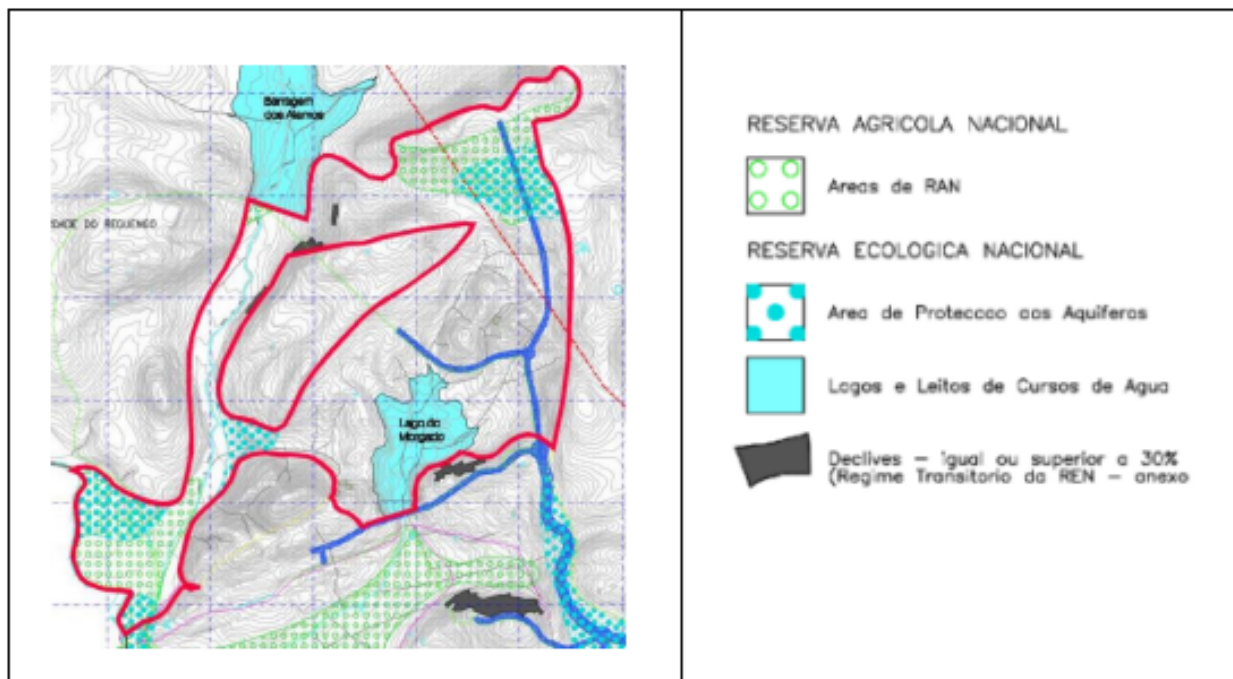 Barragem
dos Alamos
DADE DO REGUENGO
Lago do
Morgado
RESERVA AGRICOLA NACIONAL
Areas de RAN
RESERVA ECOLOGICA NACIONAL
Area de Proteccao aos Aquiferos
Lagos e Leitos de Cursos de Agua
Declives - igual ou superior a 30%
(Regime Transitorio da REN - anexo